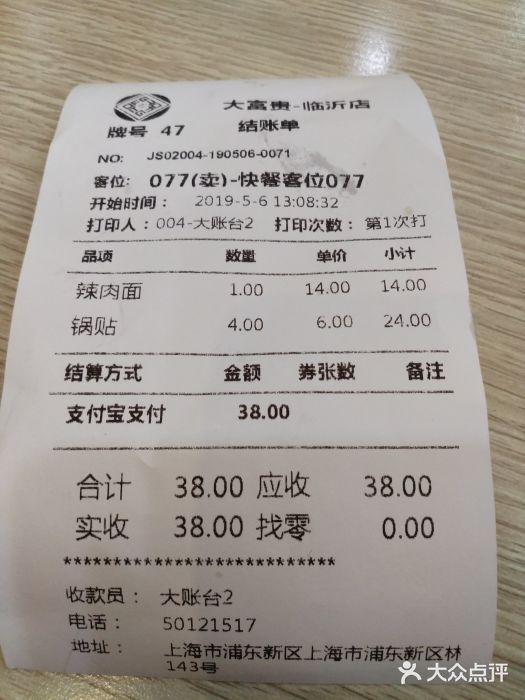 大富贵-临沂店
牌号 47 结账单
NO: JS02004-190506-0071
客位: 077(卖)-快餐客位077
开始时间: 2019-5-6 13:08:32
打印人: 004-大账台2 打印次数: 第1次打
品项 数量 单价 小计
辣肉面 1.00 14.00 14.00
锅贴 4.00 6.00 24.00
结算方式 金额 券张数 备注
支付宝支付 38.00
合计 38.00 应收 38.00
实收 38.00 找零 0.00
***************************
收款员: 大账台2
电话: 50121517
地址: 上海市浦东新区上海市浦东新区林
143号
大众点评